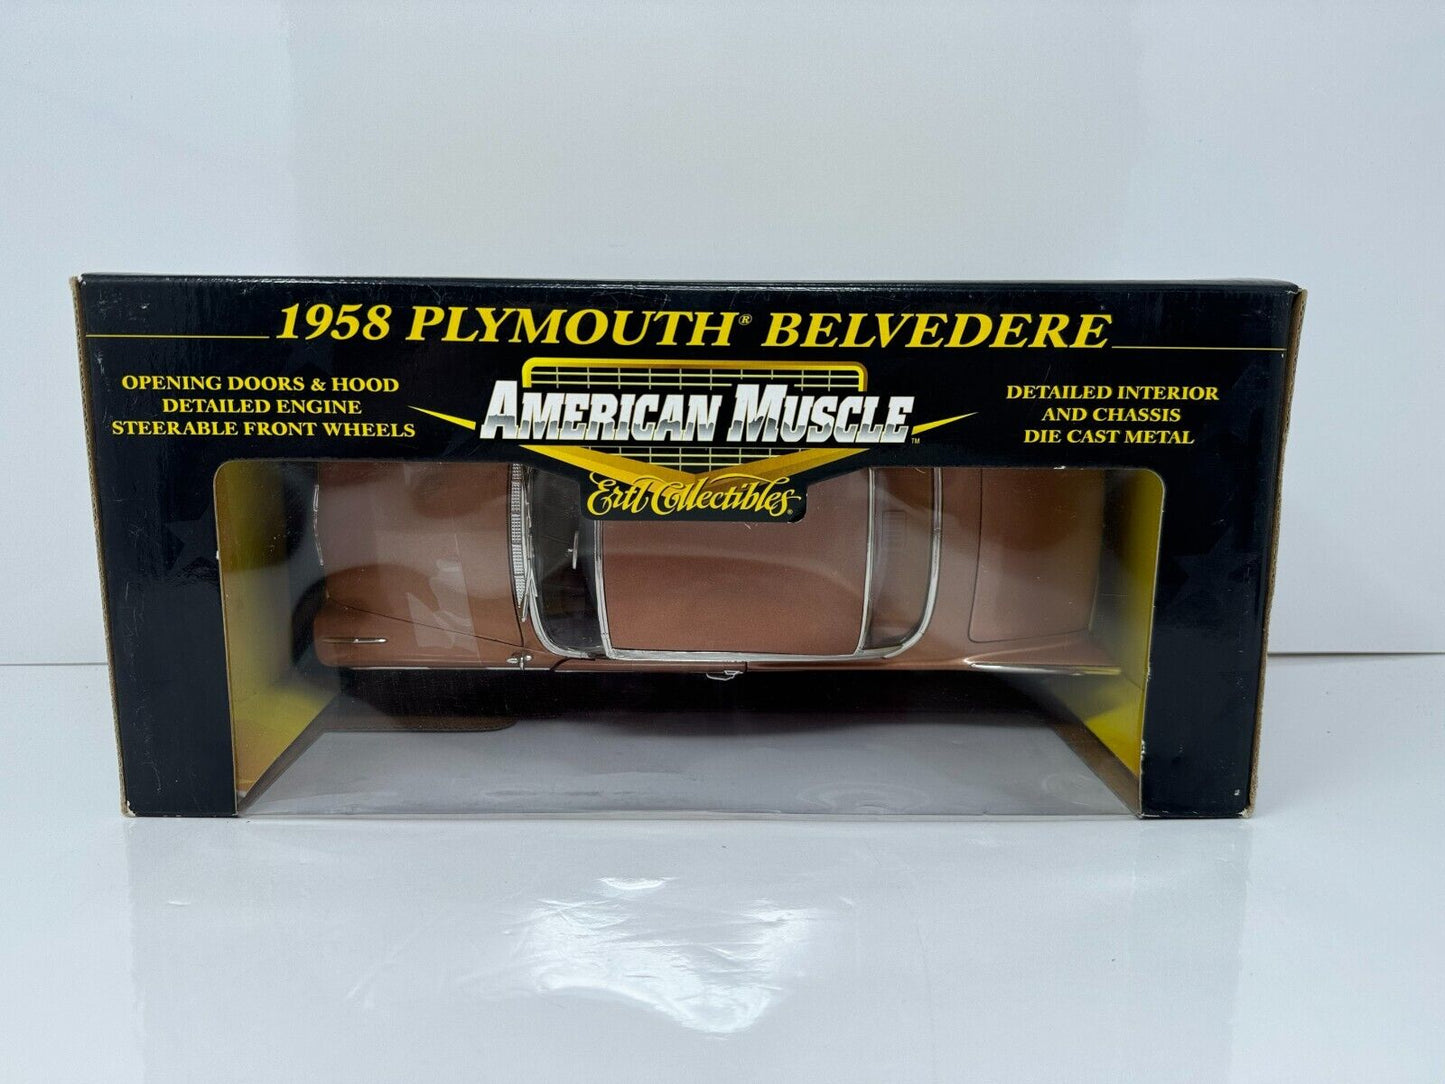 1958 PLYMOUTH® BELVEDERE
OPENING DOORS & HOOD
DETAILED ENGINE
STEERABLE FRONT WHEELS
AMERICAN MUSCLE™
Ertl Collectibles®
DETAILED INTERIOR
AND CHASSIS
DIE CAST METAL